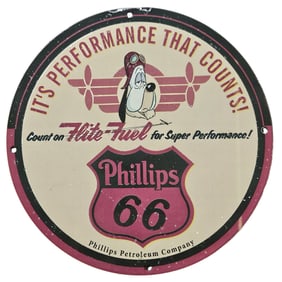 IT'S PERFORMANCE THAT COUNTS!
Count on Flite-Fuel for Super Performance!
Phillips
66
Phillips Petroleum Company